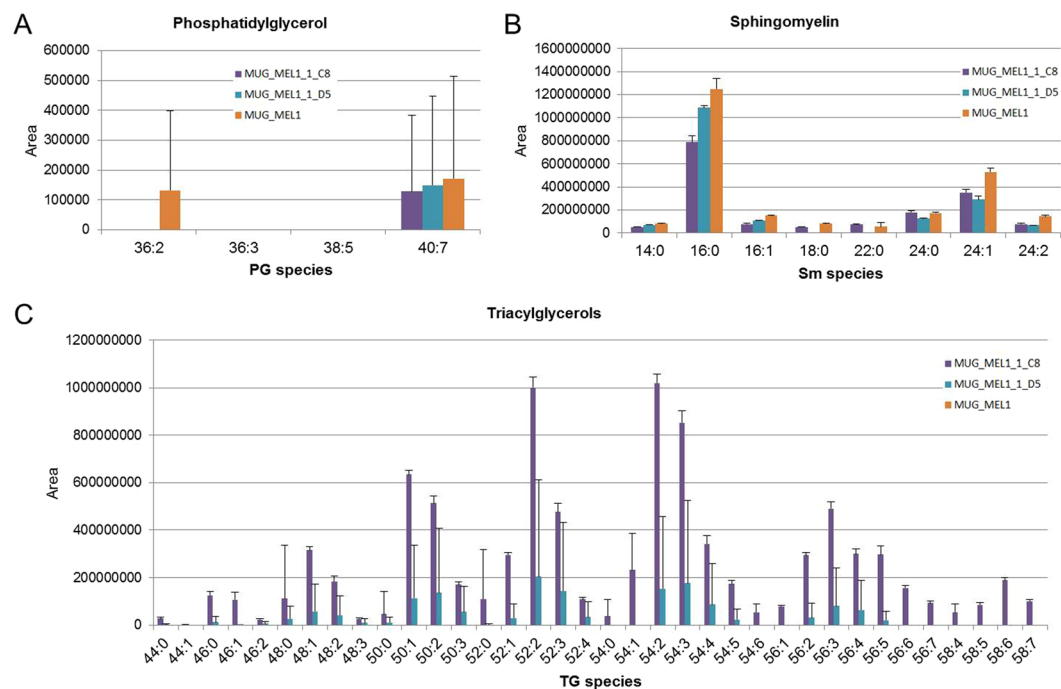 A
Phosphatidylglycerol
600000
500000
400000
300000
200000
100000
0
Area
MUG_MEL1_1_C8
MUG_MEL1_1_D5
MUG_MEL1
36:2 36:3 38:5 40:7
PG species
B
Sphingomyelin
1600000000
1400000000
1200000000
1000000000
800000000
600000000
400000000
200000000
0
Area
MUG_MEL1_1_C8
MUG_MEL1_1_D5
MUG_MEL1
14:0 16:0 16:1 18:0 22:0 24:0 24:1 24:2
Sm species
C
Triacylglycerols
1200000000
1000000000
800000000
600000000
400000000
200000000
0
Area
MUG_MEL1_1_C8
MUG_MEL1_1_D5
MUG_MEL1
44:0 44:1 46:0 46:1 46:2 48:0 48:1 48:2 48:3 50:0 50:1 50:2 50:3 52:0 52:1 52:2 52:3 52:4 54:0 54:1 54:2 54:3 54:4 54:5 54:6 56:1 56:2 56:3 56:4 56:5 56:6 56:7 58:4 58:5 58:6 58:7
TG species